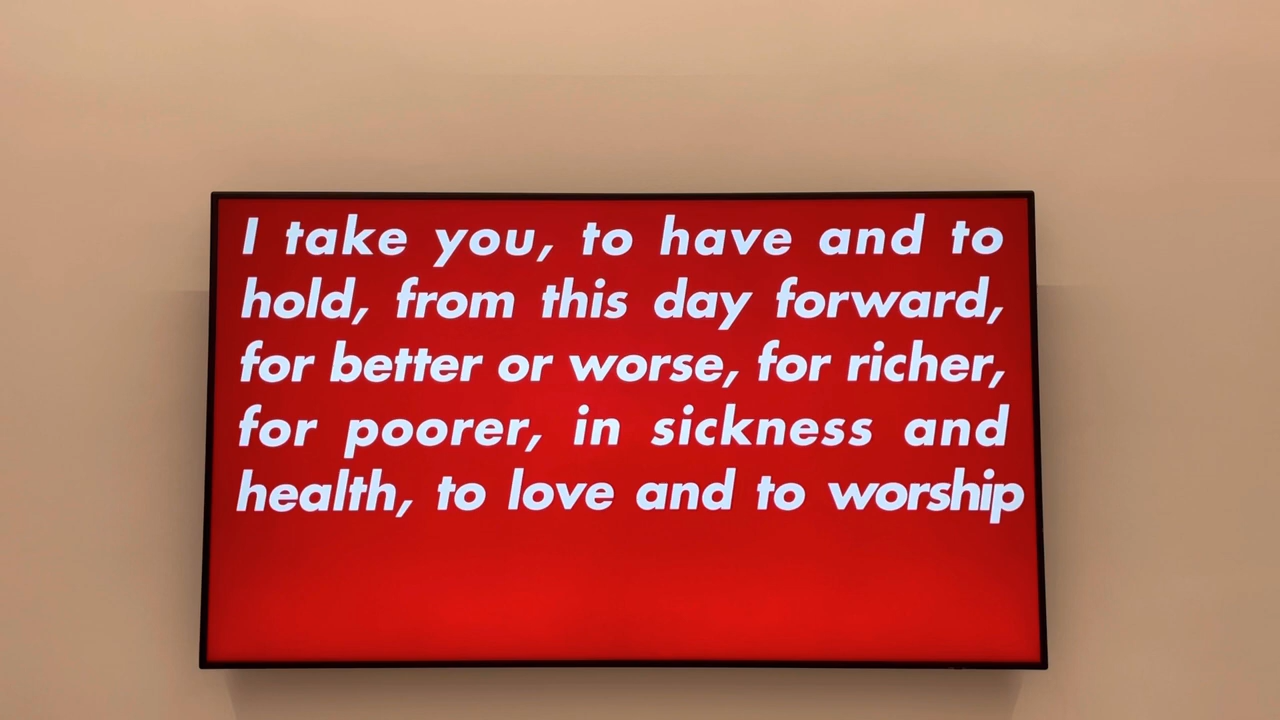 I take you, to have and to
hold, from this day forward,
for better or worse, for richer,
for poorer, in sickness and
health, to love and to worship